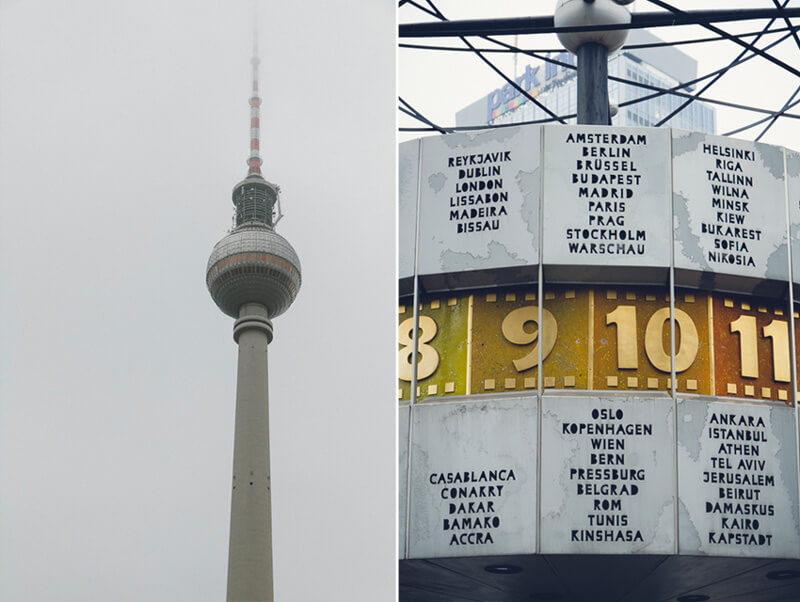 park inn
REYKJAVIK
DUBLIN
LONDON
LISSABON
MADEIRA
BISSAU
AMSTERDAM
BERLIN
BRÜSSEL
BUDAPEST
MADRID
PARIS
PRAG
STOCKHOLM
WARSCHAU
HELSINKI
RIGA
TALLINN
WILNA
MINSK
KIEW
BUKAREST
SOFIA
NIKOSIA
8 9 10 11
CASABLANCA
CONAKRY
DAKAR
BAMAKO
ACCRA
OSLO
KOPENHAGEN
WIEN
BERN
PRESSBURG
BELGRAD
ROM
TUNIS
KINSHASA
ANKARA
ISTANBUL
ATHEN
TEL AVIV
JERUSALEM
BEIRUT
DAMASKUS
KAIRO
KAPSTADT